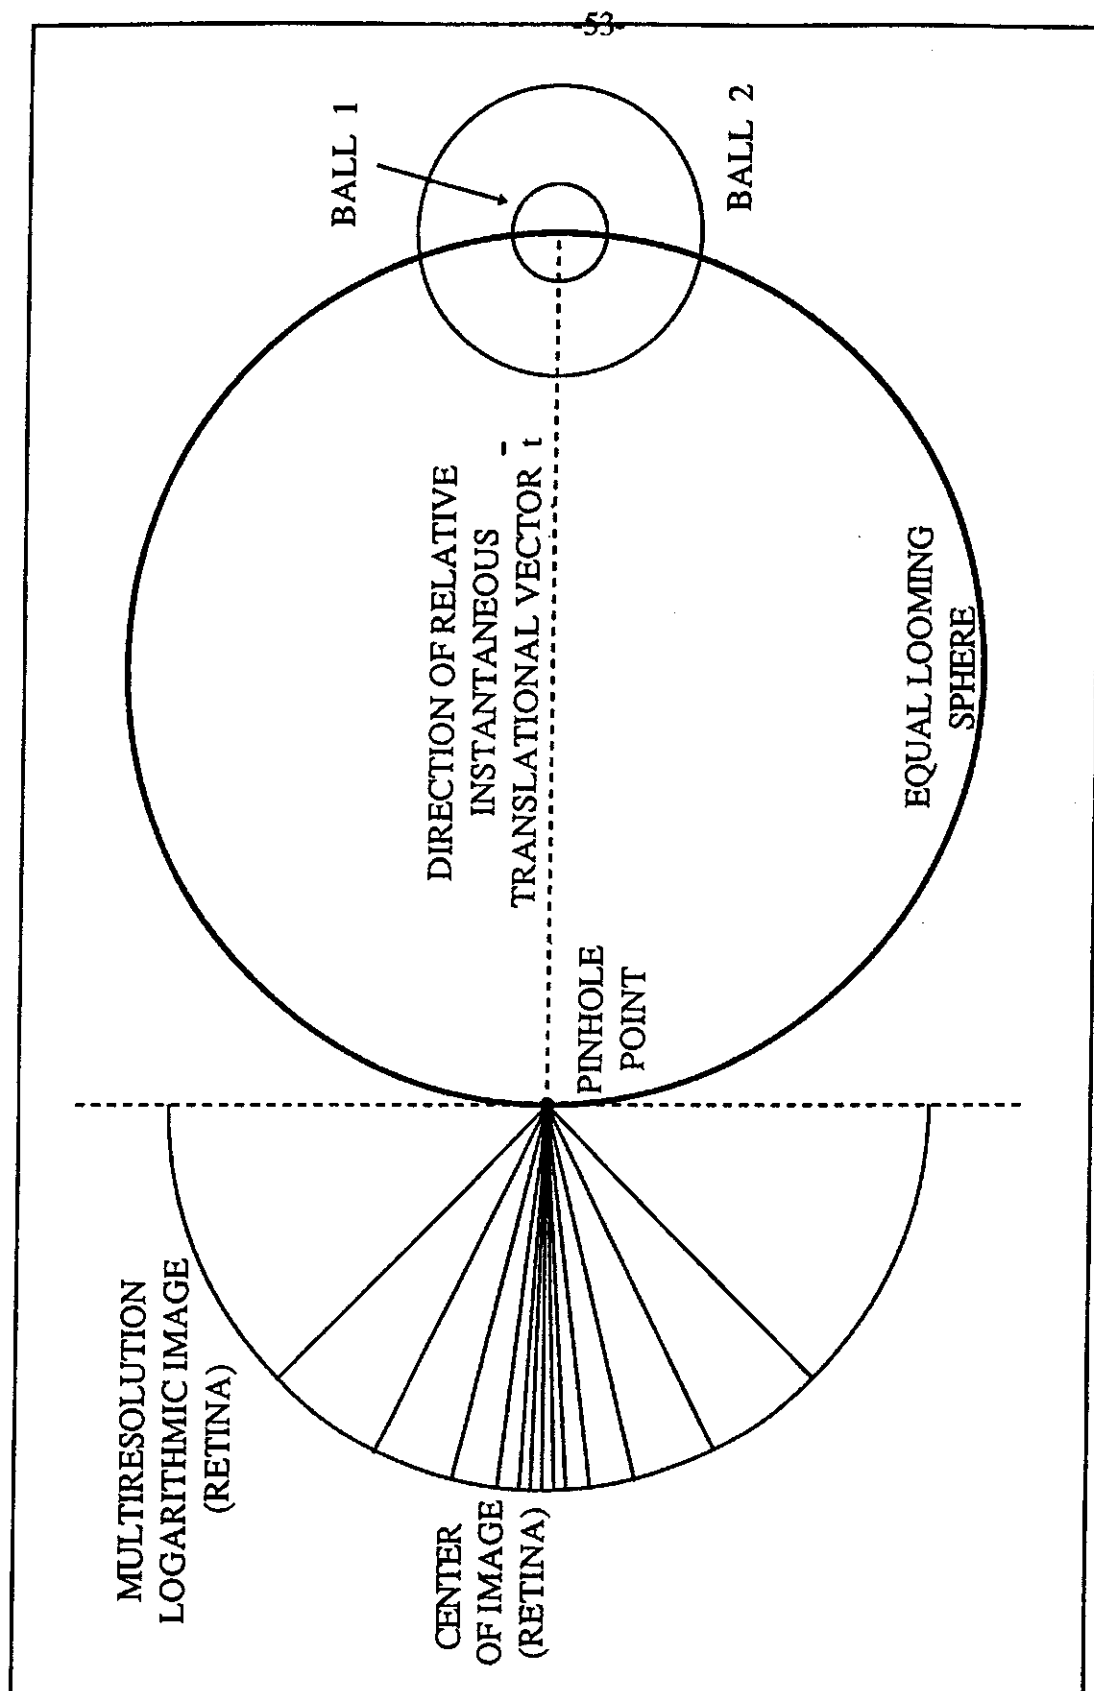 -53-
BALL 1
BALL 2
DIRECTION OF RELATIVE
INSTANTANEOUS
TRANSLATIONAL VECTOR t̄
EQUAL LOOMING
SPHERE
PINHOLE
POINT
MULTIRESOLUTION
LOGARITHMIC IMAGE
(RETINA)
CENTER
OF IMAGE
(RETINA)